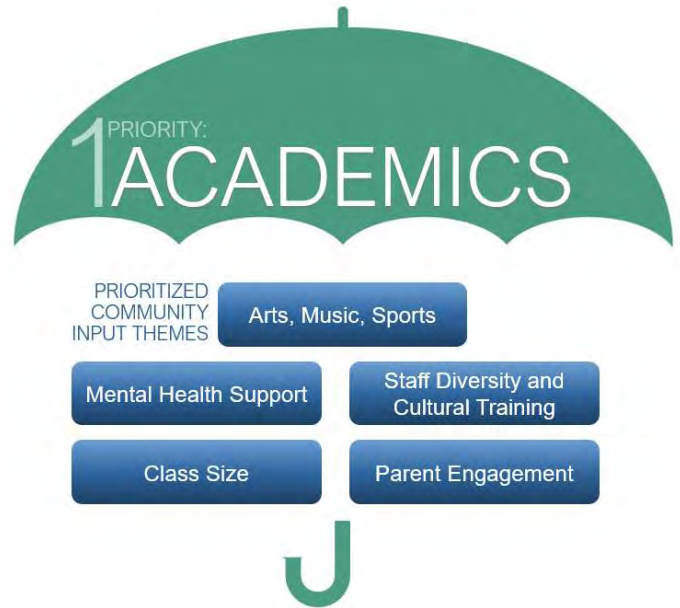 1 PRIORITY:
ACADEMICS
PRIORITIZED
COMMUNITY
INPUT THEMES
Arts, Music, Sports
Mental Health Support
Staff Diversity and
Cultural Training
Class Size
Parent Engagement